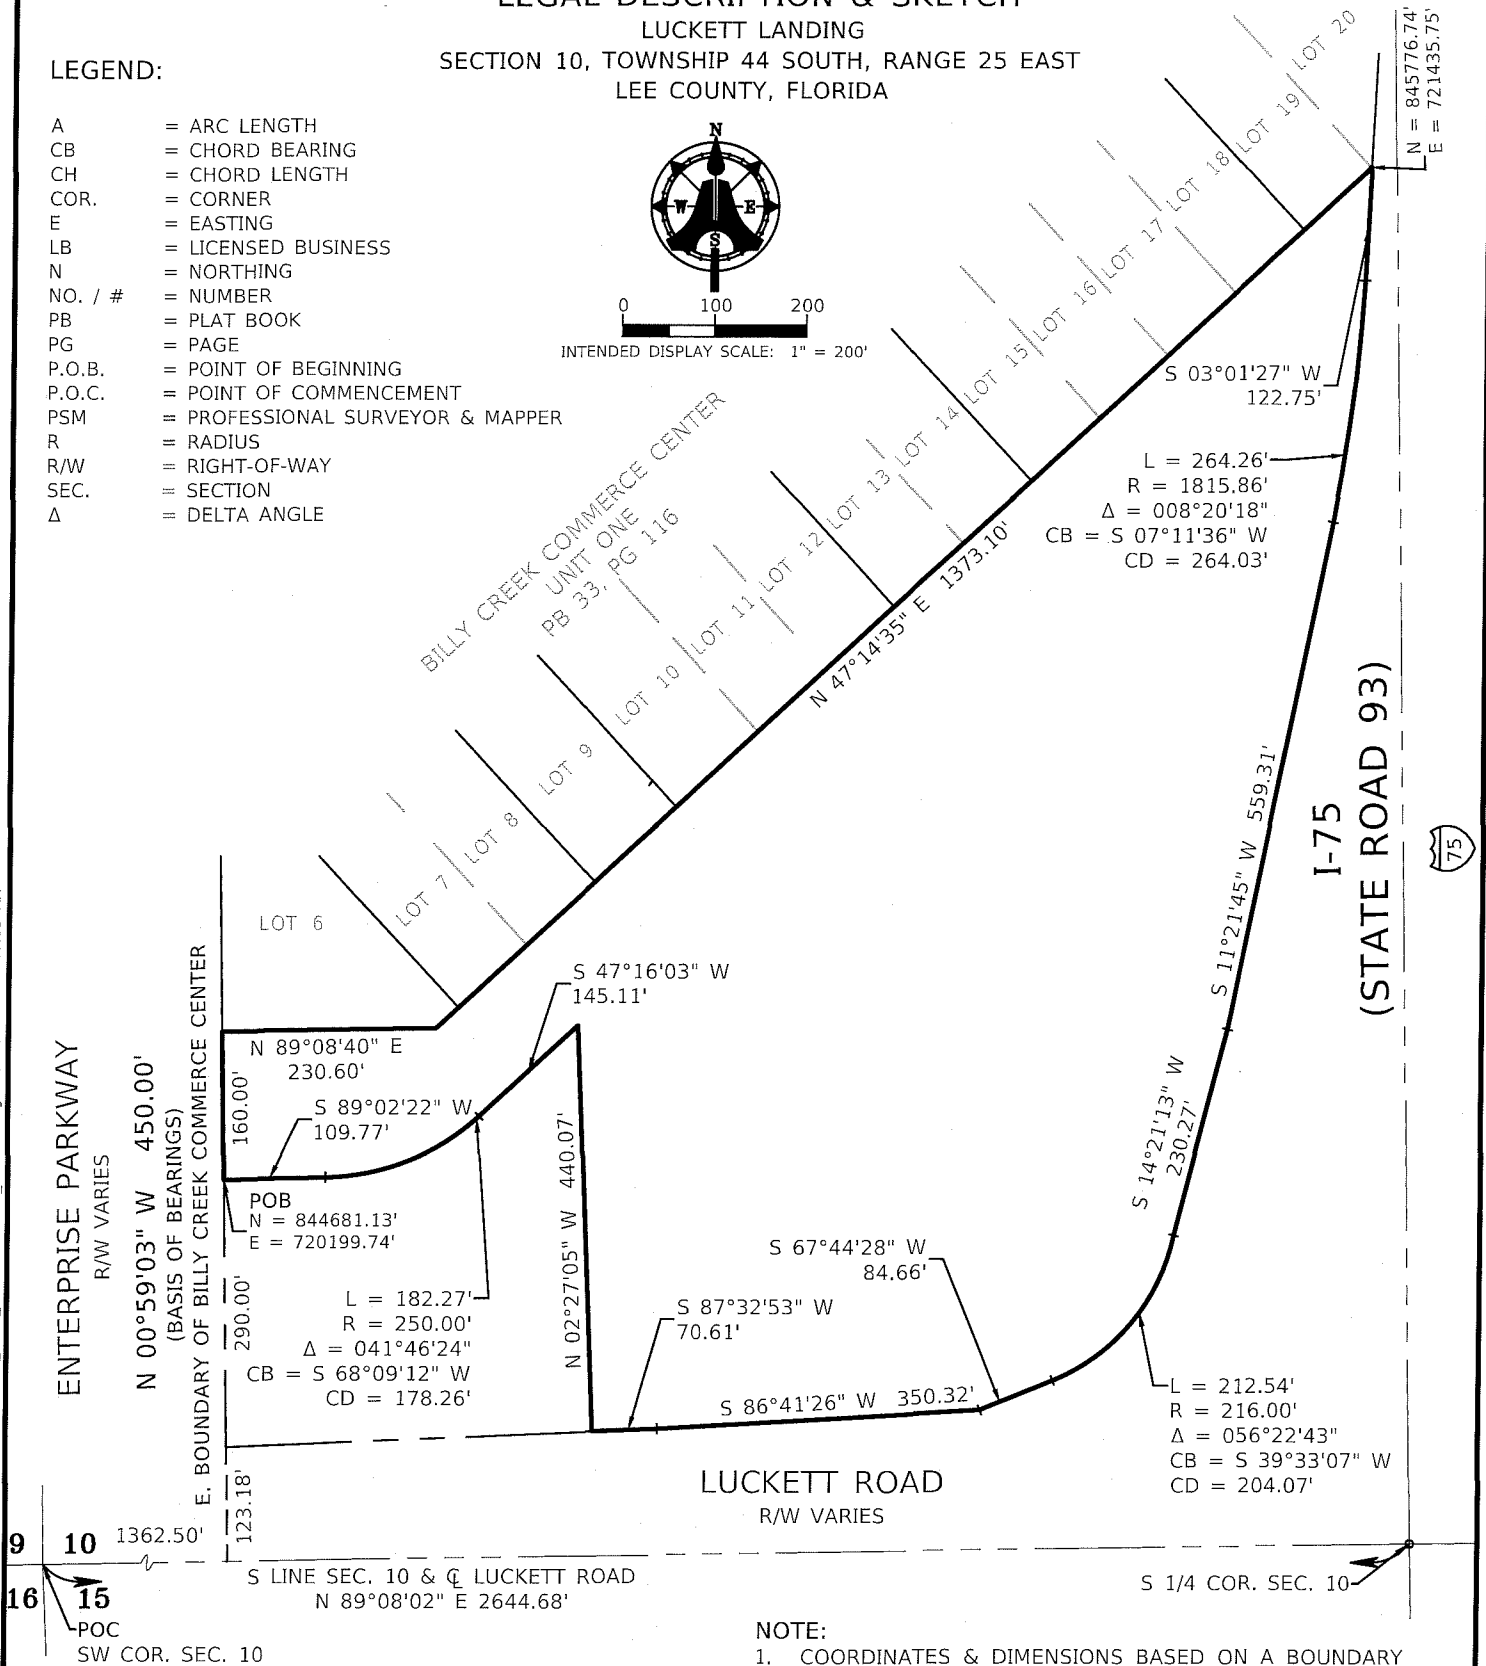 LEGAL DESCRIPTION & SKETCH
LUCKETT LANDING
SECTION 10, TOWNSHIP 44 SOUTH, RANGE 25 EAST
LEE COUNTY, FLORIDA
LEGEND:
A = ARC LENGTH
CB = CHORD BEARING
CH = CHORD LENGTH
COR. = CORNER
E = EASTING
LB = LICENSED BUSINESS
N = NORTHING
NO. / # = NUMBER
PB = PLAT BOOK
PG = PAGE
P.O.B. = POINT OF BEGINNING
P.O.C. = POINT OF COMMENCEMENT
PSM = PROFESSIONAL SURVEYOR & MAPPER
R = RADIUS
R/W = RIGHT-OF-WAY
SEC. = SECTION
Δ = DELTA ANGLE
N
W
E
S
0 100 200
INTENDED DISPLAY SCALE: 1" = 200'
N = 845776.74'
E = 721435.75'
LOT 20
LOT 19
LOT 18
LOT 17
LOT 16
LOT 15
LOT 14
LOT 13
LOT 12
LOT 11
LOT 10
LOT 9
LOT 8
LOT 7
LOT 6
BILLY CREEK COMMERCE CENTER
UNIT ONE
PB 33, PG 116
N 47°14'35" E 1373.10'
S 03°01'27" W
122.75'
L = 264.26'
R = 1815.86'
Δ = 008°20'18"
CB = S 07°11'36" W
CD = 264.03'
S 11°21'45" W 559.31'
I-75
(STATE ROAD 93)
75
S 14°21'13" W
230.27'
S 47°16'03" W
145.11'
N 89°08'40" E
230.60'
160.00'
S 89°02'22" W
109.77'
POB
N = 844681.13'
E = 720199.74'
ENTERPRISE PARKWAY
R/W VARIES
N 00°59'03" W 450.00'
(BASIS OF BEARINGS)
E. BOUNDARY OF BILLY CREEK COMMERCE CENTER
290.00'
L = 182.27'
R = 250.00'
Δ = 041°46'24"
CB = S 68°09'12" W
CD = 178.26'
N 02°27'05" W 440.07'
S 67°44'28" W
84.66'
S 87°32'53" W
70.61'
S 86°41'26" W 350.32'
L = 212.54'
R = 216.00'
Δ = 056°22'43"
CB = S 39°33'07" W
CD = 204.07'
LUCKETT ROAD
R/W VARIES
123.18'
9 10 1362.50'
16 15
S LINE SEC. 10 & ℄ LUCKETT ROAD
N 89°08'02" E 2644.68'
S 1/4 COR. SEC. 10
POC
SW COR. SEC. 10
NOTE:
1. COORDINATES & DIMENSIONS BASED ON A BOUNDARY